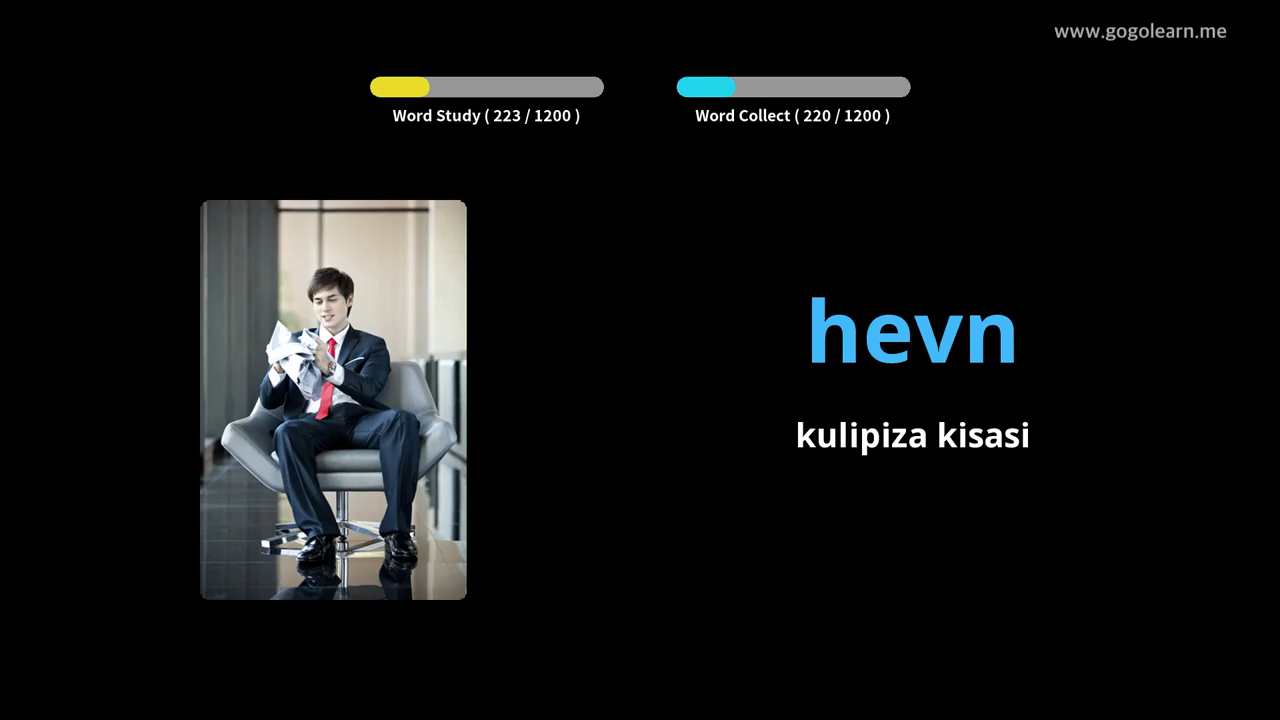 www.gogolearn.me
Word Study ( 223 / 1200 )
Word Collect ( 220 / 1200 )
hevn
kulipiza kisasi